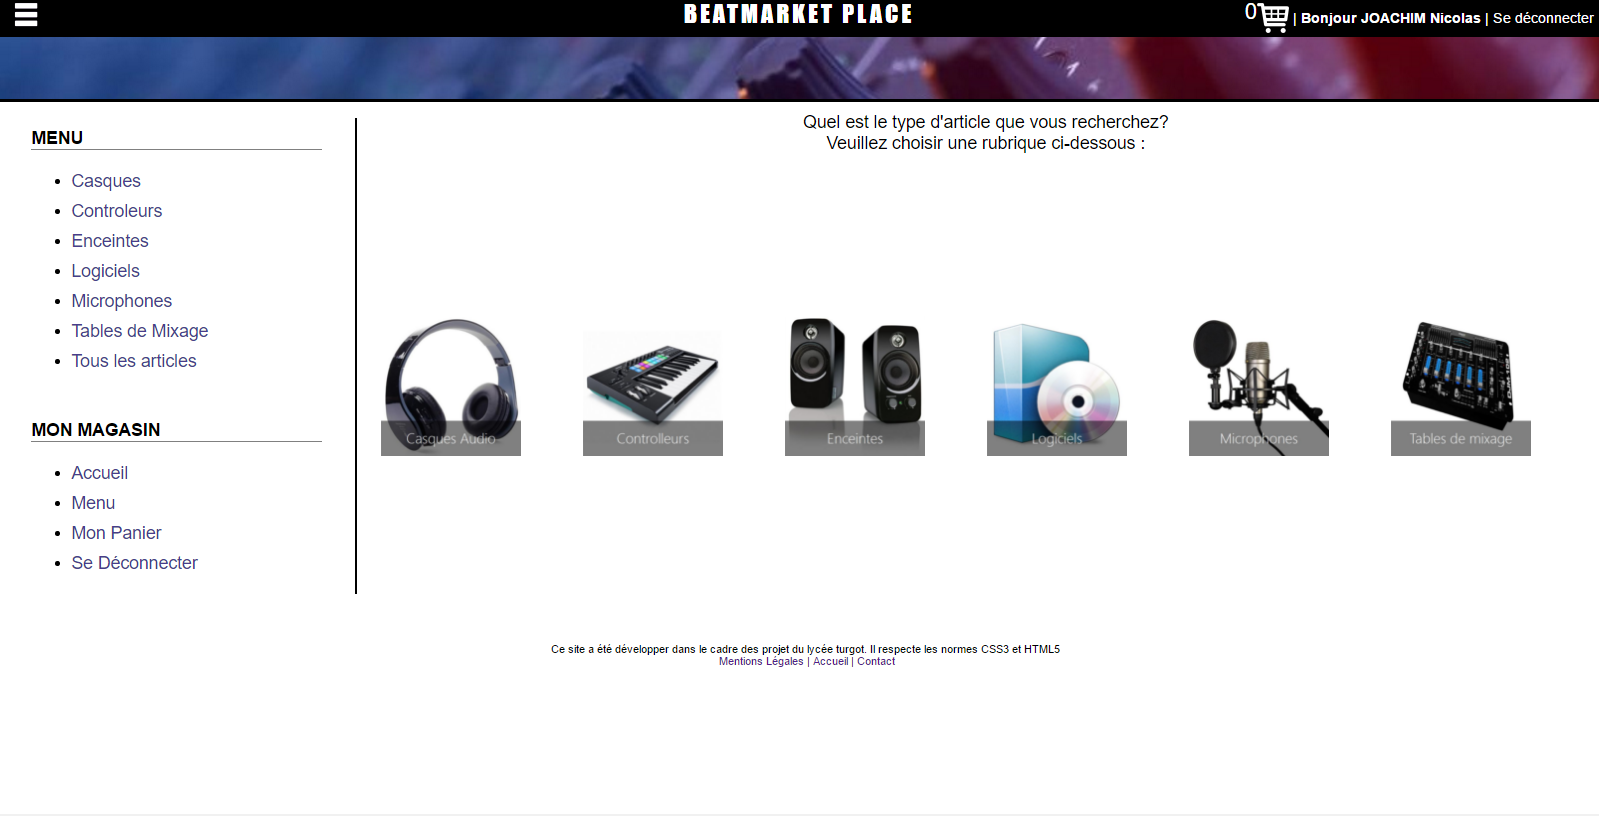 BEATMARKET PLACE
0 | Bonjour JOACHIM Nicolas | Se déconnecter
MENU
Casques
Controleurs
Enceintes
Logiciels
Microphones
Tables de Mixage
Tous les articles
MON MAGASIN
Accueil
Menu
Mon Panier
Se Déconnecter
Quel est le type d'article que vous recherchez?
Veuillez choisir une rubrique ci-dessous :
Casques Audio
Controlleurs
Enceintes
Logiciels
Microphones
Tables de mixage
Ce site a été développer dans le cadre des projet du lycée turgot. Il respecte les normes CSS3 et HTML5
Mentions Légales | Accueil | Contact